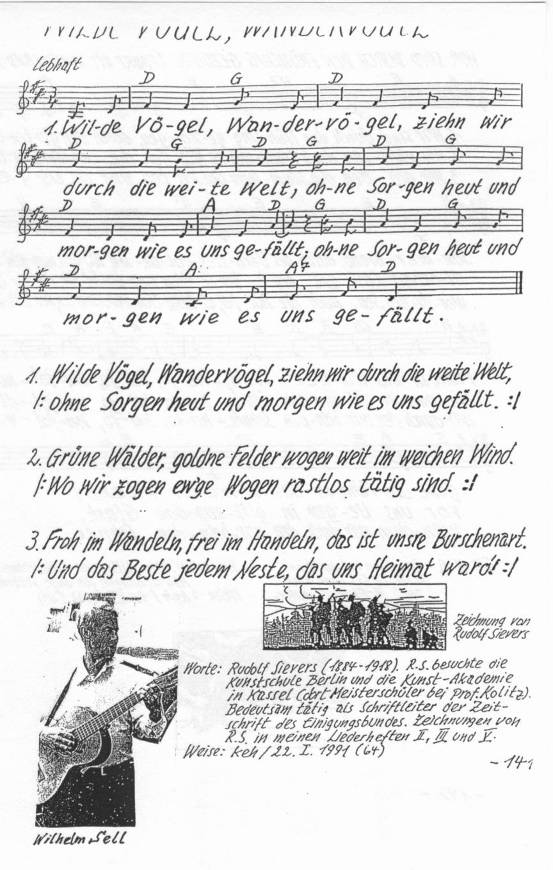 WILDE VÖGEL, WANDERVÖGEL
Lebhaft
D G D
1. Wil-de Vö-gel, Wan-der-vö-gel, ziehn wir
D G D G D G
durch die wei-te Welt, oh-ne Sor-gen heut und
D A D G D G
mor-gen wie es uns ge-fällt, oh-ne Sor-gen heut und
D A A7 D
mor-gen wie es uns ge-fällt.
1. Wilde Vögel, Wandervögel, ziehn wir durch die weite Welt,
|: ohne Sorgen heut und morgen wie es uns gefällt. :|
2. Grüne Wälder, goldne Felder wogen weit im weichen Wind.
|: Wo wir zogen ew'ge Wogen rastlos tätig sind :|
3. Froh im Wandeln, frei im Handeln, das ist unsre Burschenart.
|: Und das Beste jedem Neste, das uns Heimat ward! :|
Zeichnung von
Rudolf Sievers
Worte: Rudolf Sievers (1884-1918). R.S. besuchte die
Kunstschule Berlin und die Kunst-Akademie
in Kassel (dort Meisterschüler bei Prof. Kolitz).
Bedeutsam tätig als Schriftleiter der Zeit-
schrift des Einigungsbundes. Zeichnungen von
R.S. in meinen Liederheften II, III und V.
Weise: Keh / 22. I. 1991 (64)
- 141
Wilhelm Sell